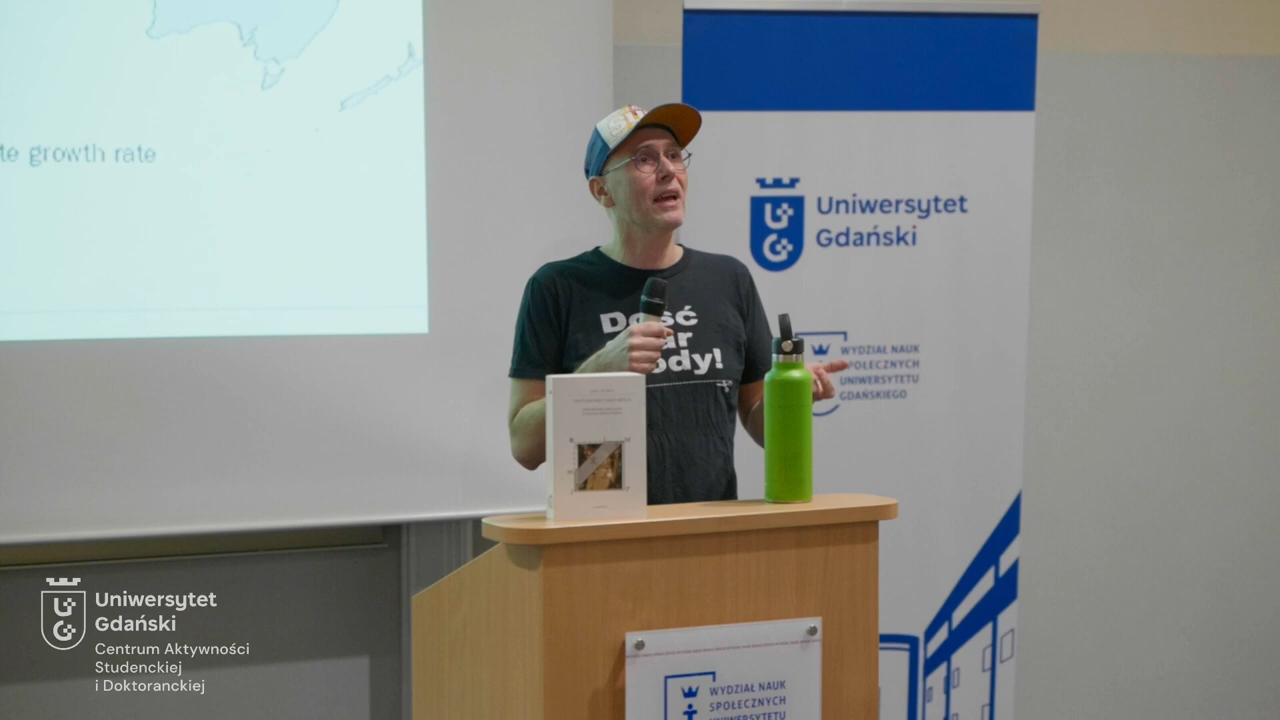 te growth rate
Uniwersytet
Gdański
Dość
ody!
WYDZIAŁ NAUK
SPOŁECZNYCH
UNIWERSYTETU
GDAŃSKIEGO
WYDZIAŁ NAUK
SPOŁECZNYCH
UNIWERSYTETU
Uniwersytet
Gdański
Centrum Aktywności
Studenckiej
i Doktoranckiej